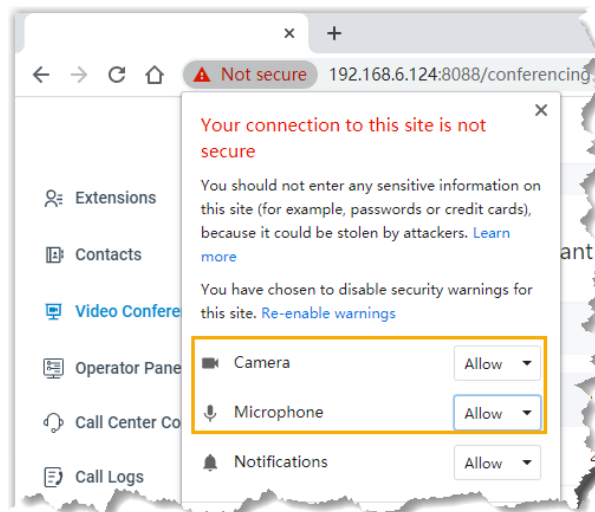 Not secure 192.168.6.124:8088/conferencing
Your connection to this site is not
secure
You should not enter any sensitive information on
this site (for example, passwords or credit cards),
because it could be stolen by attackers. Learn
more
You have chosen to disable security warnings for
this site. Re-enable warnings
Camera Allow
Microphone Allow
Notifications Allow
Extensions
Contacts
Video Confere
Operator Pane
Call Center Co
Call Logs
ant